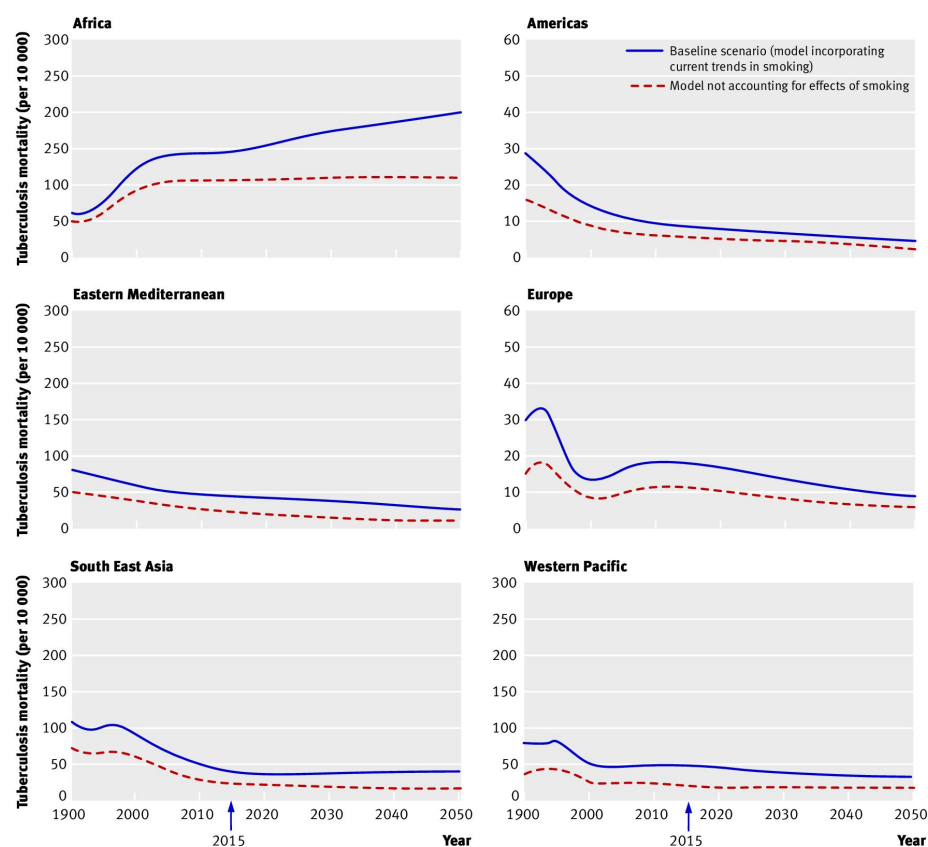 Africa
Tuberculosis mortality (per 10 000)
300
250
200
150
100
50
0
Americas
60
50
40
30
20
10
0
Baseline scenario (model incorporating
current trends in smoking)
Model not accounting for effects of smoking
Eastern Mediterranean
Tuberculosis mortality (per 10 000)
300
250
200
150
100
50
0
Europe
60
50
40
30
20
10
0
South East Asia
Tuberculosis mortality (per 10 000)
300
250
200
150
100
50
0
1900 2000 2010 2020 2030 2040 2050
2015 Year
Western Pacific
300
250
200
150
100
50
0
1900 2000 2010 2020 2030 2040 2050
2015 Year